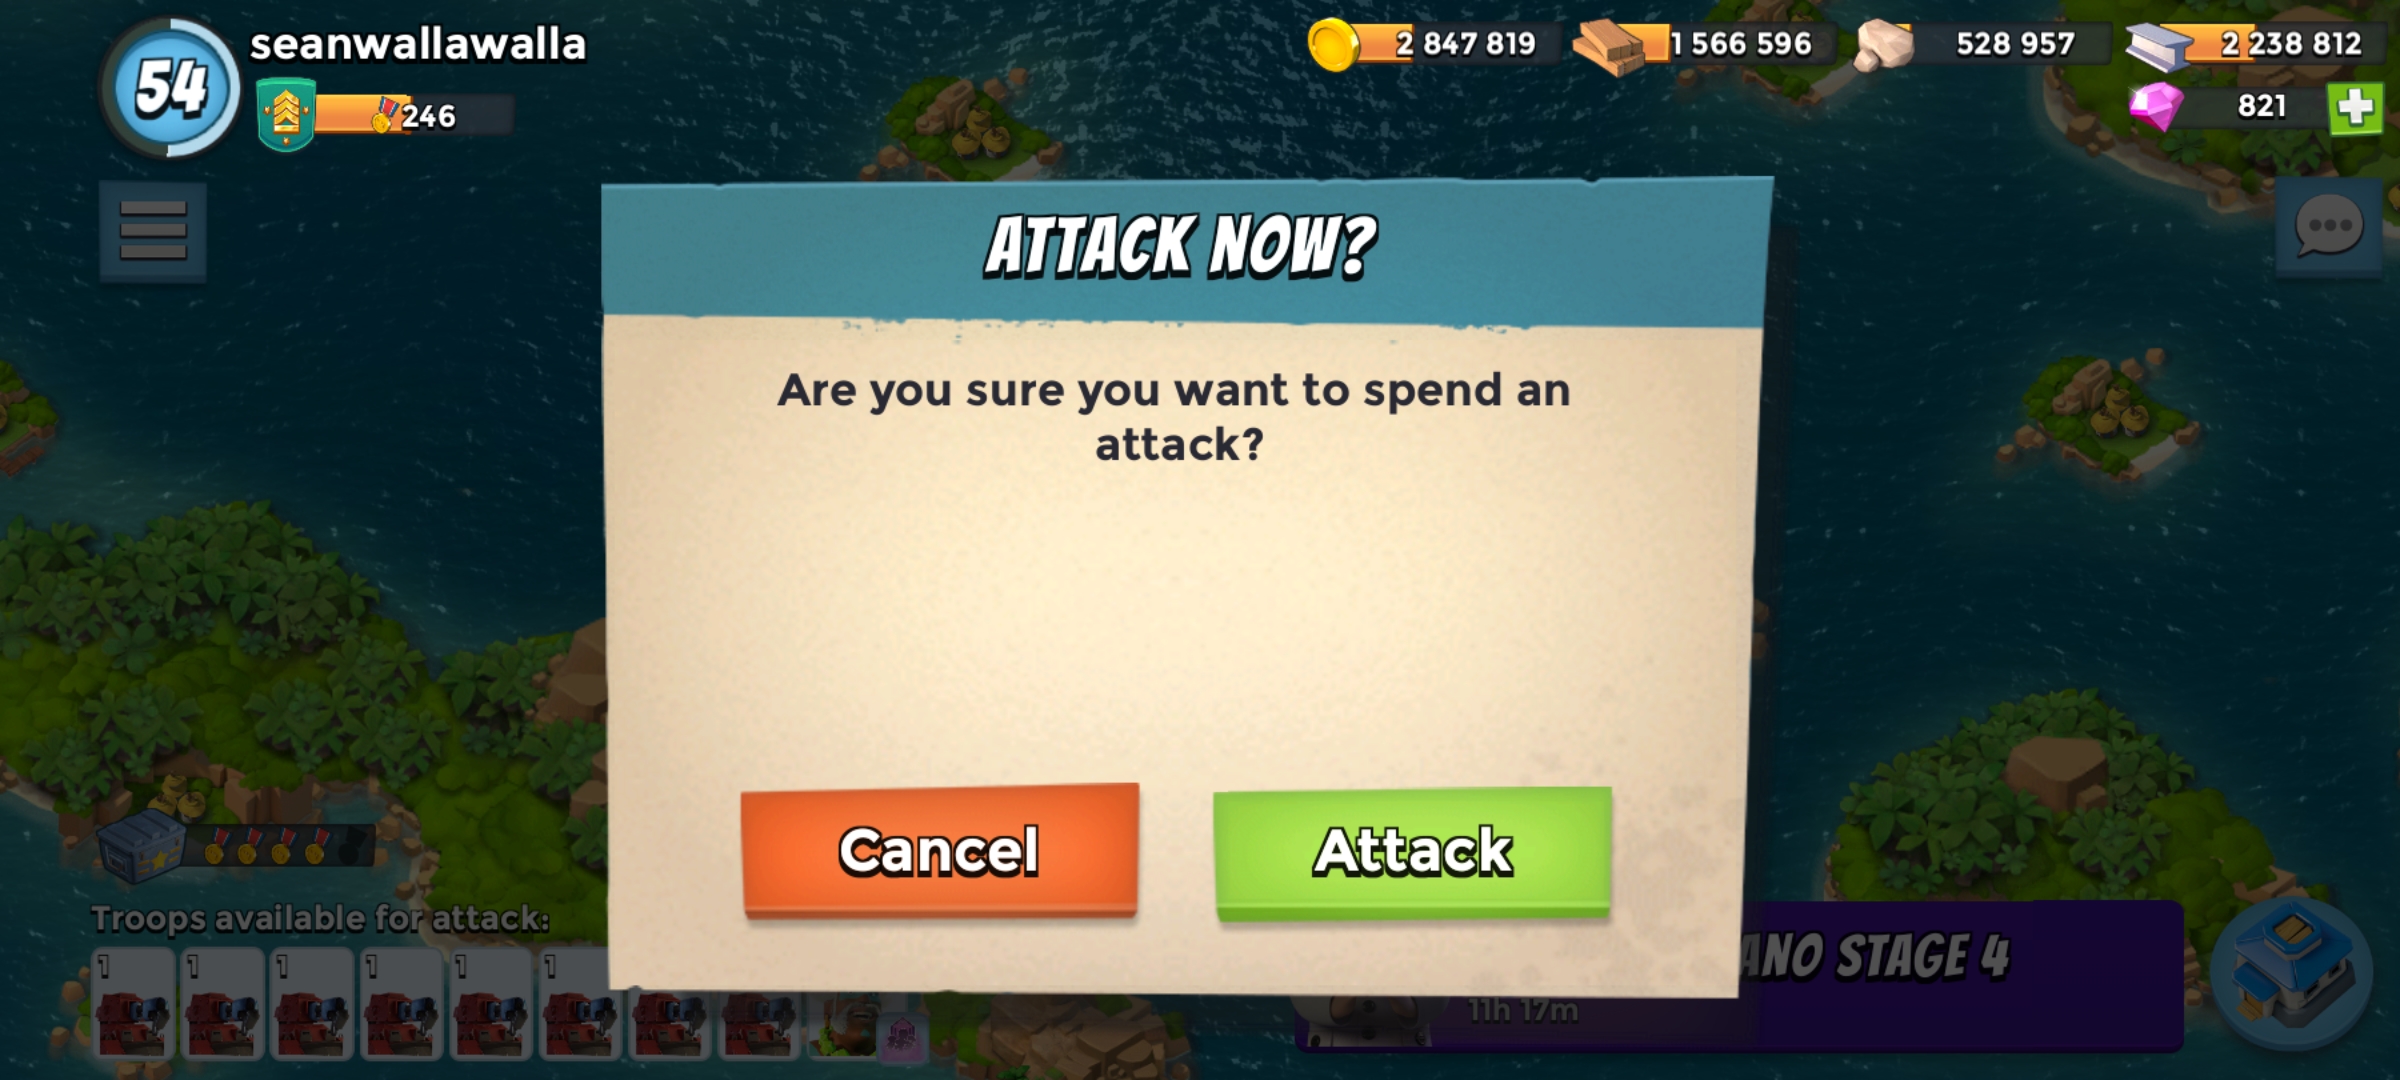 54
seanwallawalla
246
2 847 819
1 566 596
528 957
2 238 812
821
ATTACK NOW?
Are you sure you want to spend an
attack?
Cancel
Attack
Troops available for attack:
1
1
1
1
1
1
STAGE 4
11h 17m